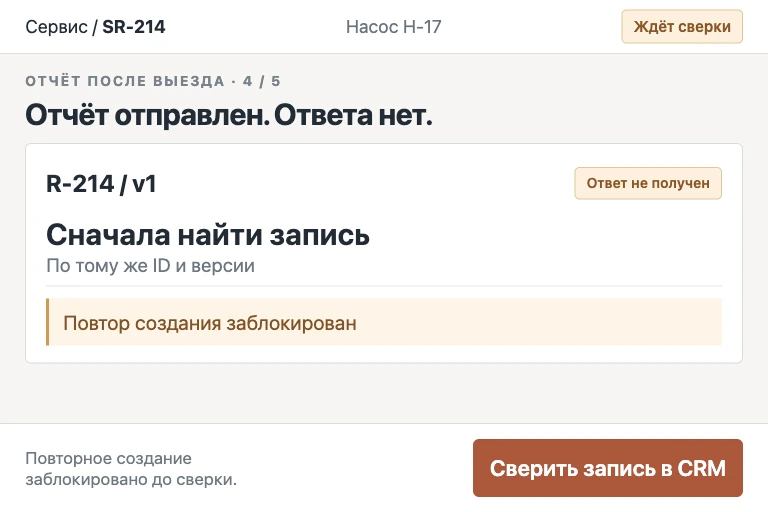 Сервис / SR-214
Насос Н-17
Ждёт сверки
ОТЧЁТ ПОСЛЕ ВЫЕЗДА · 4 / 5
Отчёт отправлен. Ответа нет.
R-214 / v1
Ответ не получен
Сначала найти запись
По тому же ID и версии
Повтор создания заблокирован
Повторное создание
заблокировано до сверки.
Сверить запись в CRM